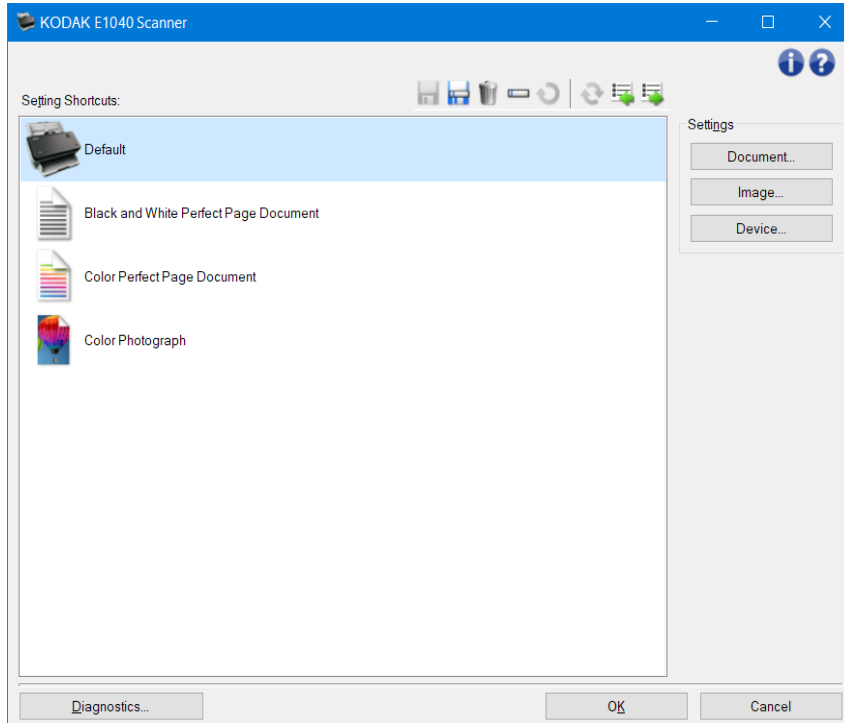 KODAK E1040 Scanner
Setting Shortcuts:
Default
Black and White Perfect Page Document
Color Perfect Page Document
Color Photograph
Settings
Document...
Image...
Device...
Diagnostics...
OK
Cancel